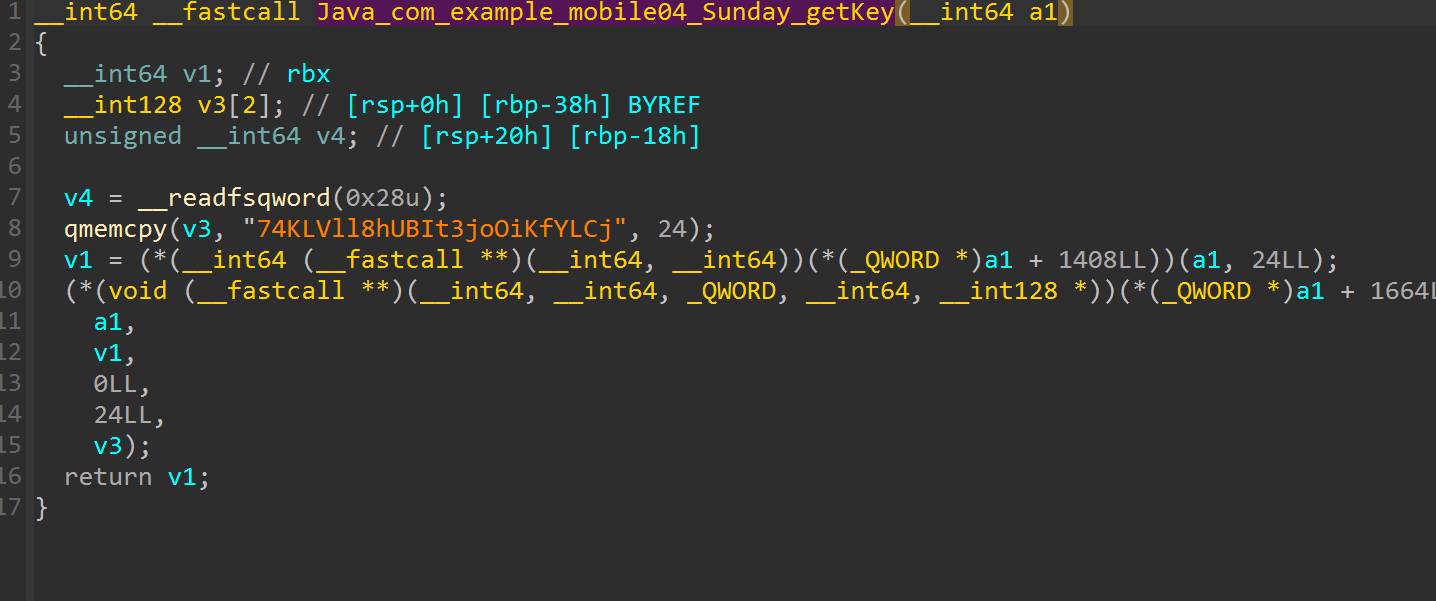 1 __int64 __fastcall Java_com_example_mobile04_Sunday_getKey(__int64 a1)
2 {
3 __int64 v1; // rbx
4 __int128 v3[2]; // [rsp+0h] [rbp-38h] BYREF
5 unsigned __int64 v4; // [rsp+20h] [rbp-18h]
6
7 v4 = __readfsqword(0x28u);
8 qmemcpy(v3, "74KLVll8hUBIt3joOiKfYLCj", 24);
9 v1 = (*(__int64 (__fastcall **)(__int64, __int64))(*(_QWORD *)a1 + 1408LL))(a1, 24LL);
10 (*(void (__fastcall **)(__int64, __int64, _QWORD, __int64, __int128 *))(*(_QWORD *)a1 + 1664L
11 a1,
12 v1,
13 0LL,
14 24LL,
15 v3);
16 return v1;
17 }